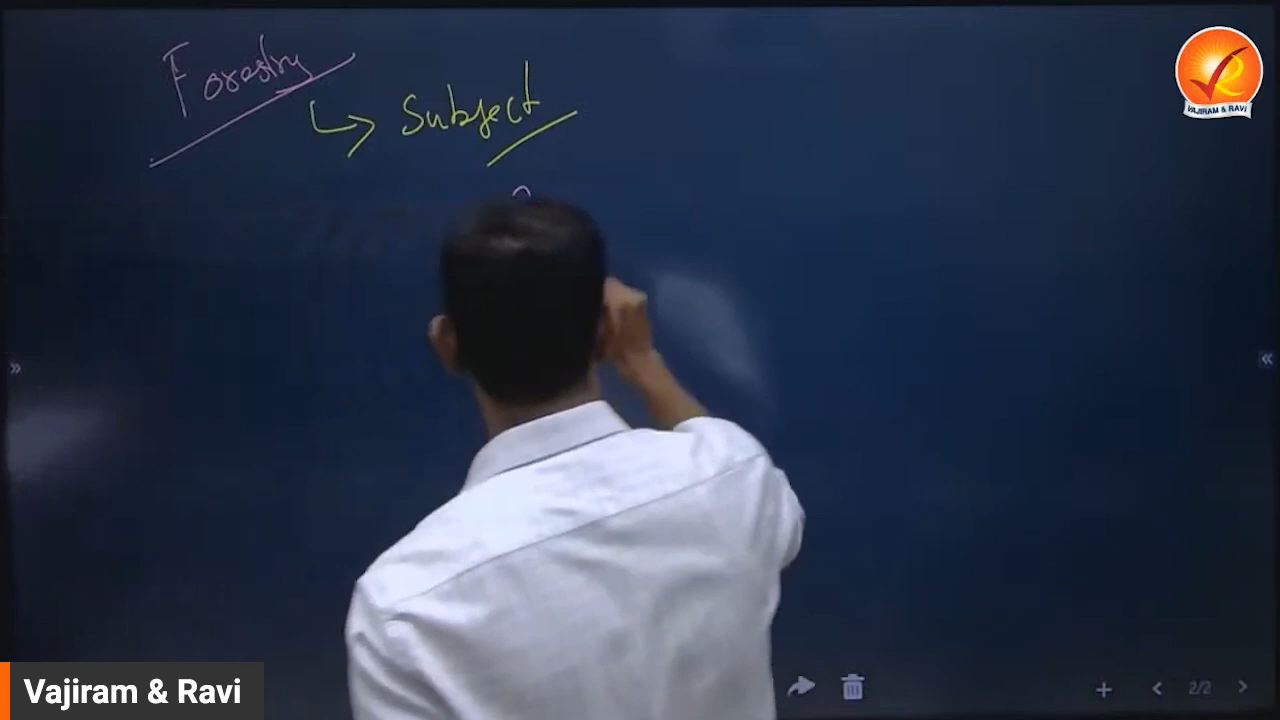 Forestry
Subject
VAJIRAM & RAVI
2/2
Vajiram & Ravi